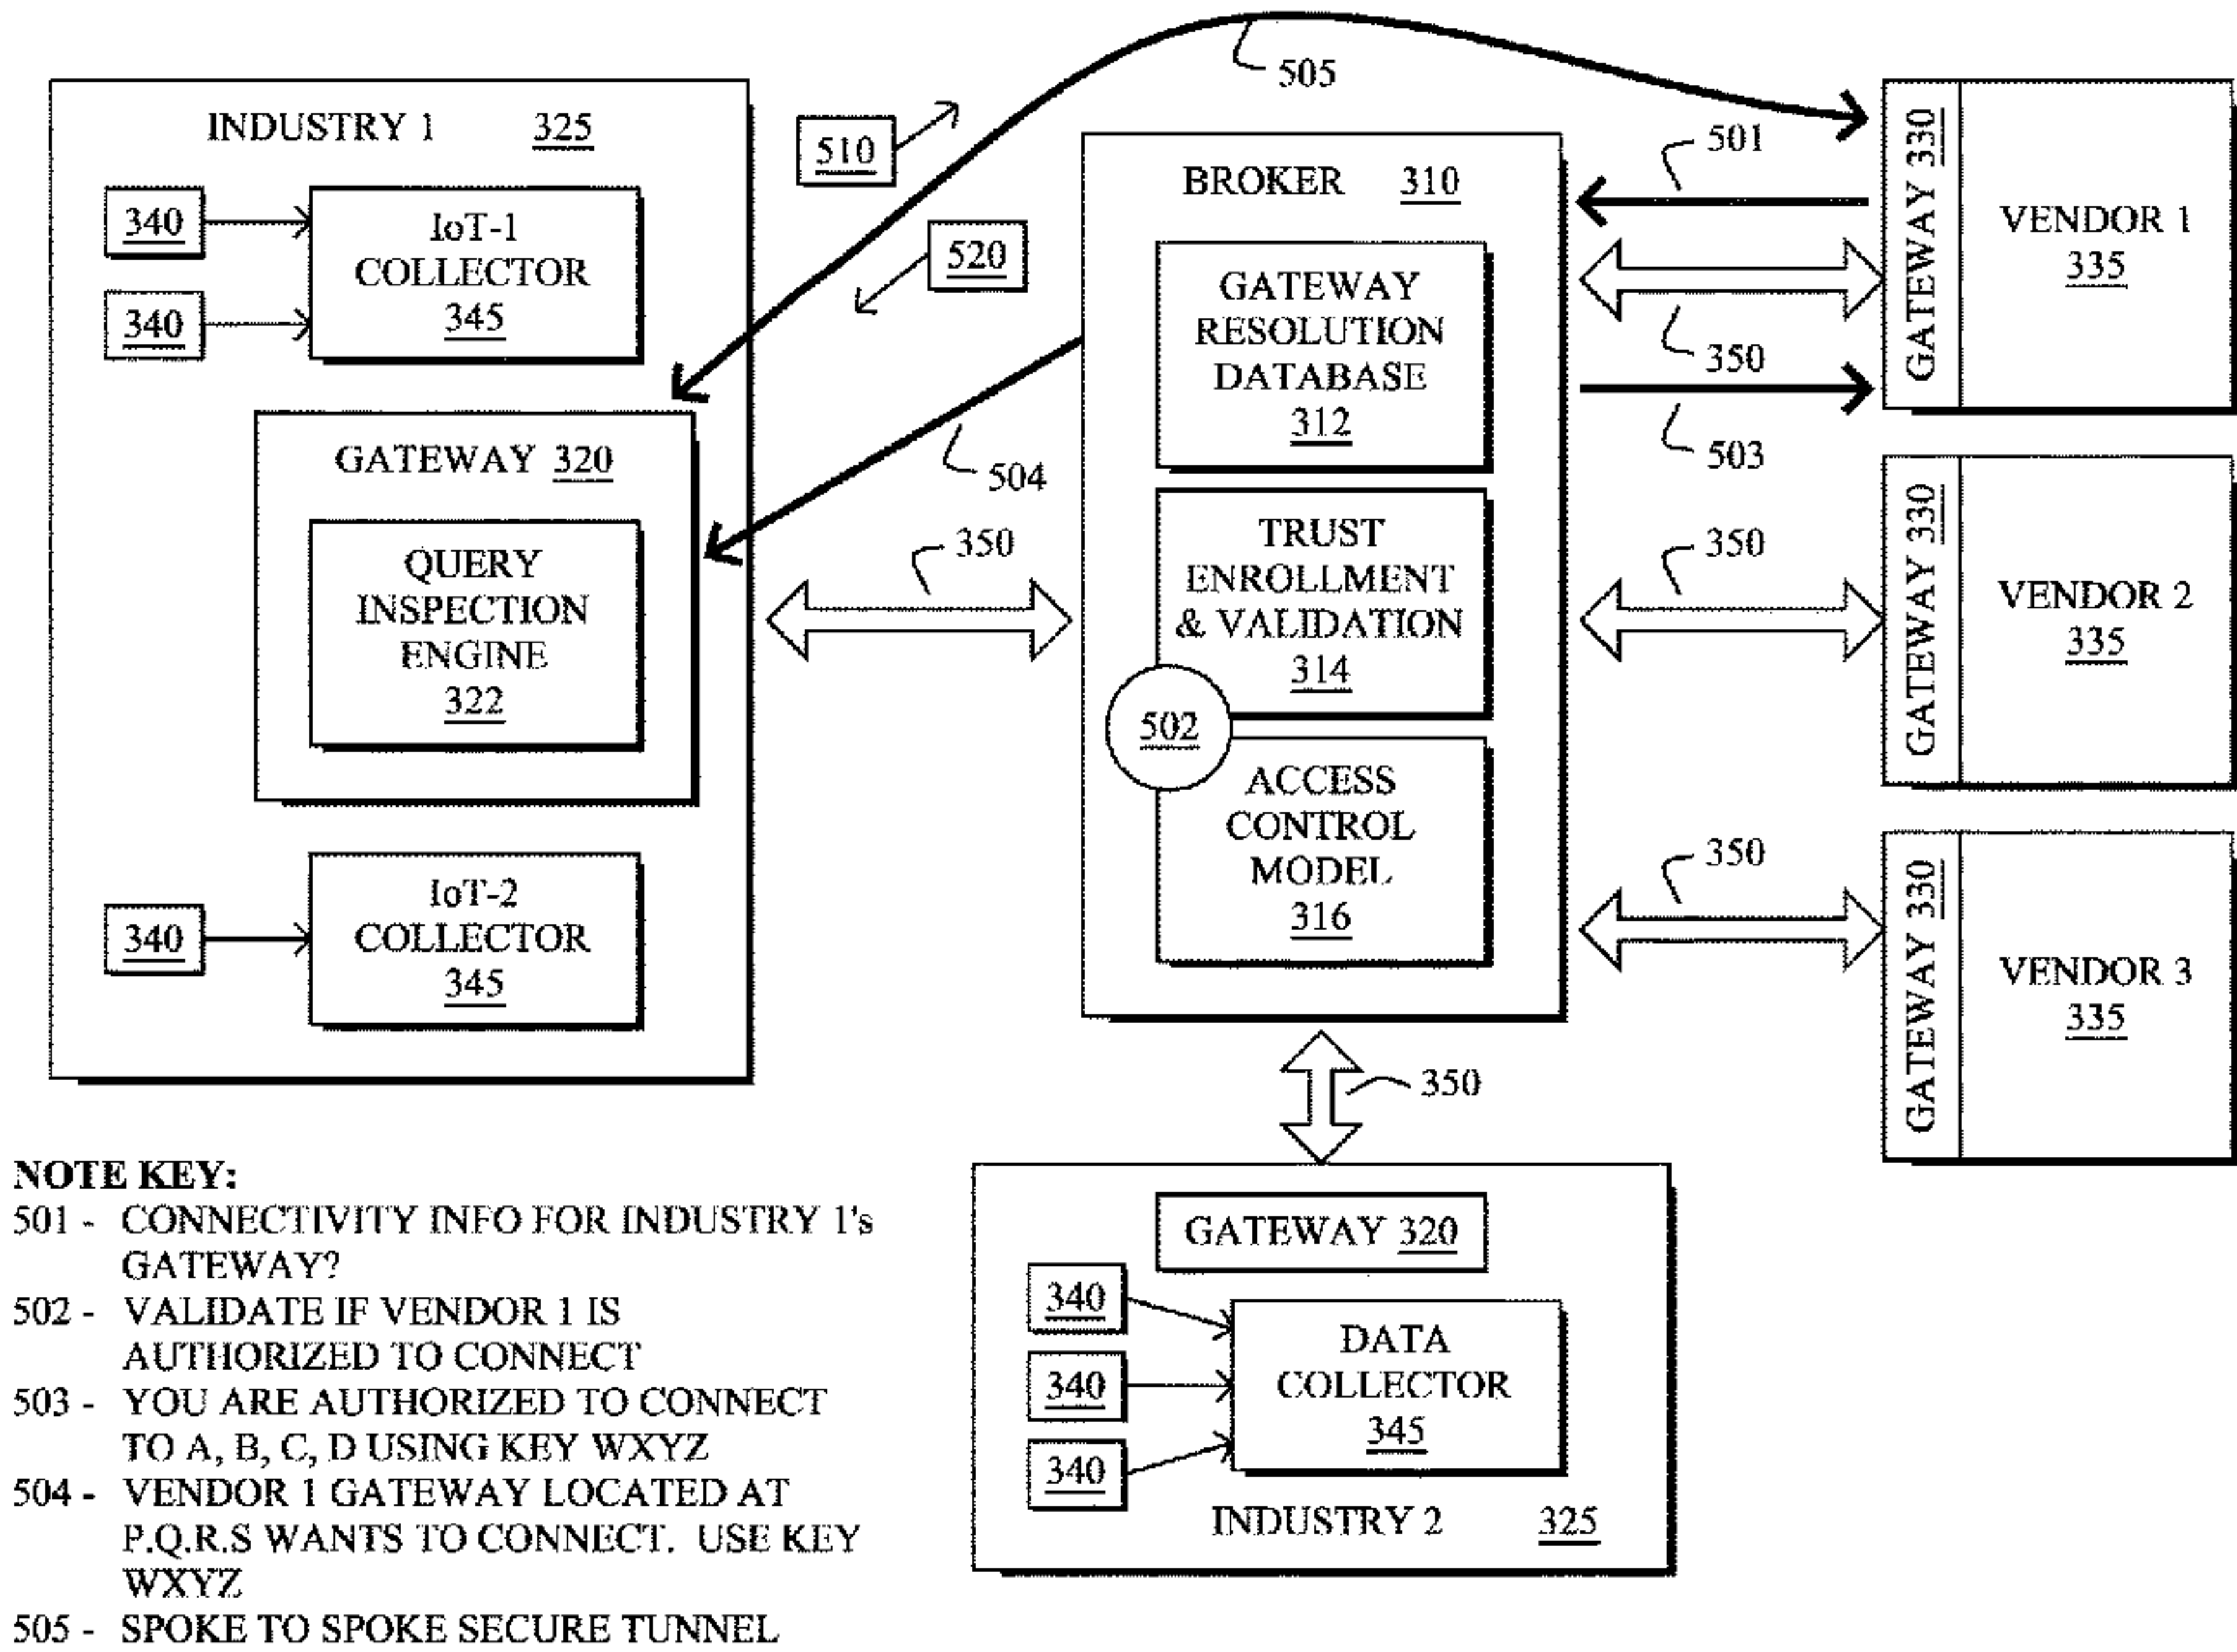 505
INDUSTRY 1 325
340
340
IoT-1
COLLECTOR
345
GATEWAY 320
QUERY
INSPECTION
ENGINE
322
340
IoT-2
COLLECTOR
345
510
520
504
350
BROKER 310
GATEWAY
RESOLUTION
DATABASE
312
TRUST
ENROLLMENT
& VALIDATION
314
502
ACCESS
CONTROL
MODEL
316
501
350
503
350
350
350
GATEWAY 330
VENDOR 1
335
GATEWAY 330
VENDOR 2
335
GATEWAY 330
VENDOR 3
335
GATEWAY 320
340
340
340
DATA
COLLECTOR
345
INDUSTRY 2 325
NOTE KEY:
501 - CONNECTIVITY INFO FOR INDUSTRY 1's
GATEWAY?
502 - VALIDATE IF VENDOR 1 IS
AUTHORIZED TO CONNECT
503 - YOU ARE AUTHORIZED TO CONNECT
TO A, B, C, D USING KEY WXYZ
504 - VENDOR 1 GATEWAY LOCATED AT
P.Q.R.S WANTS TO CONNECT. USE KEY
WXYZ
505 - SPOKE TO SPOKE SECURE TUNNEL